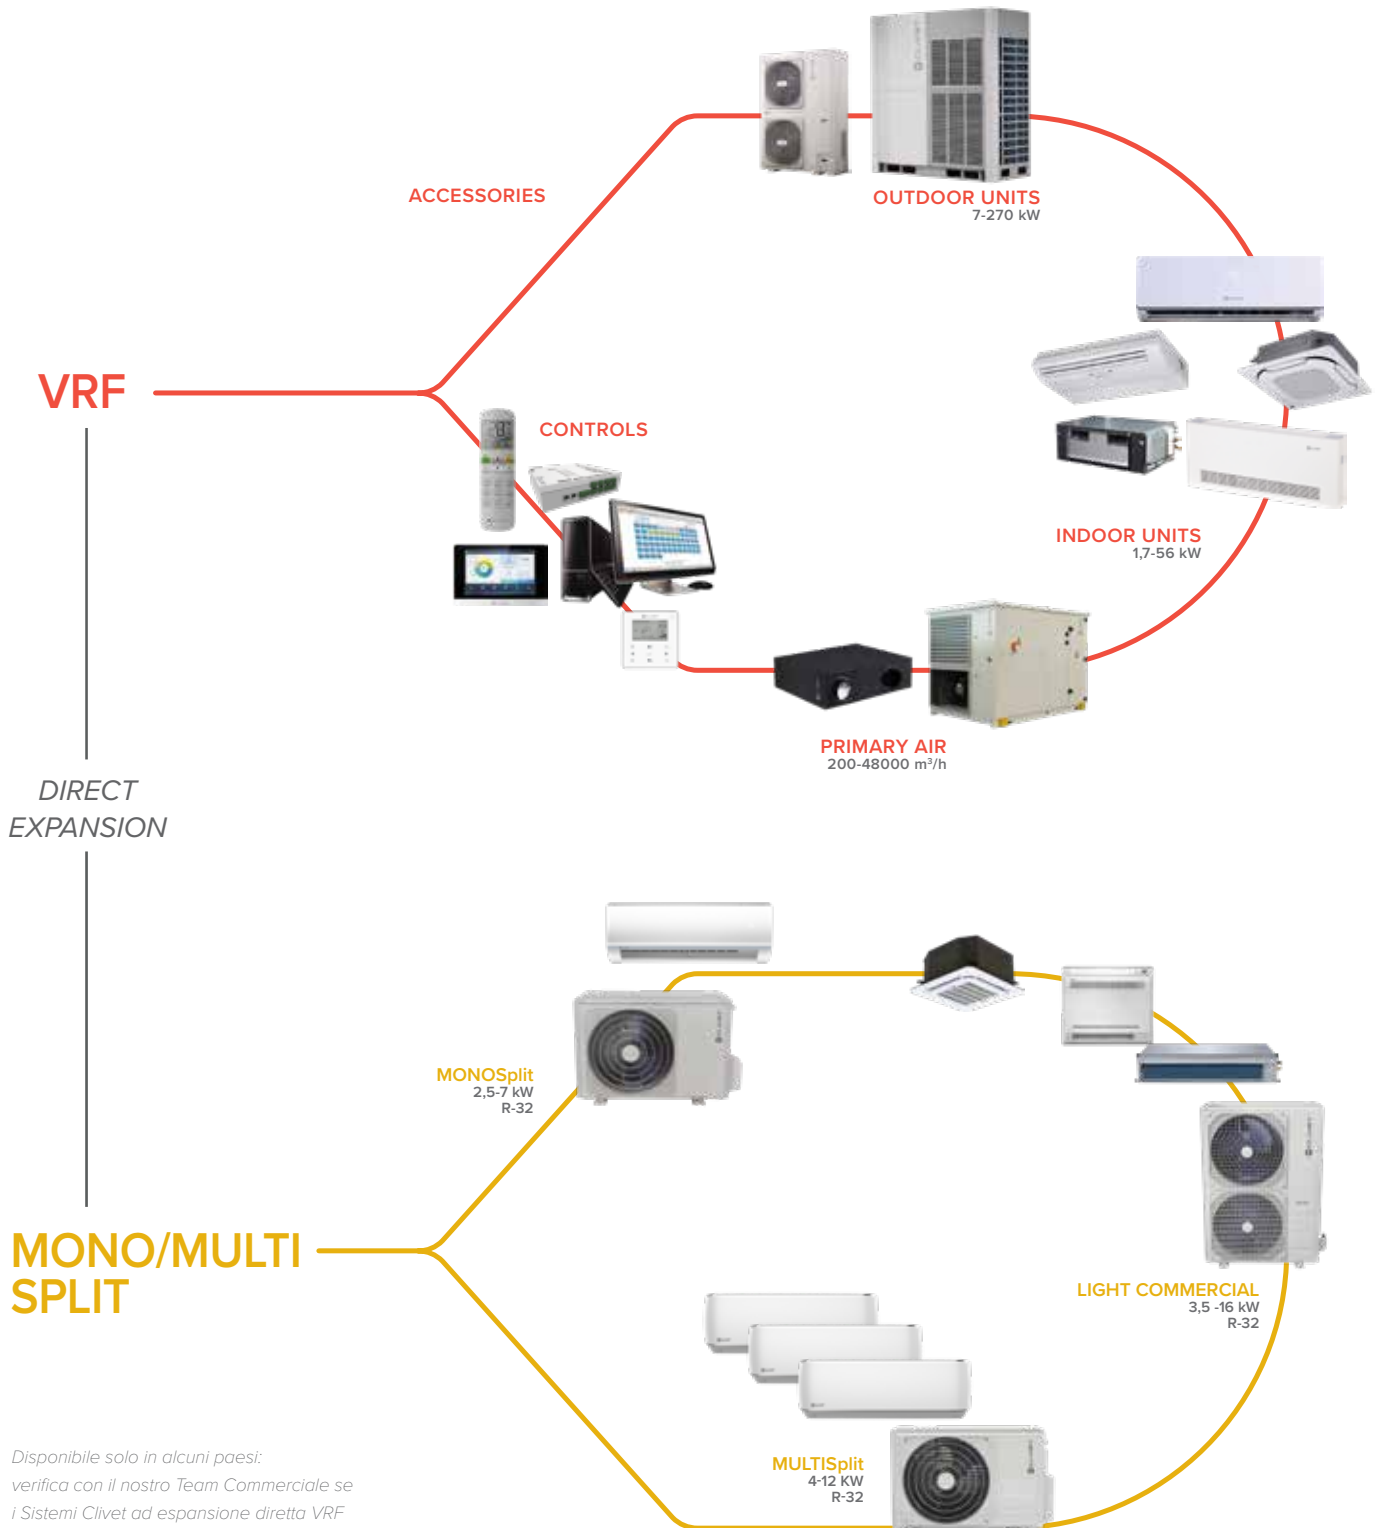 OUTDOOR UNITS
7-270 kW
ACCESSORIES
VRF
CONTROLS
INDOOR UNITS
1,7-56 kW
PRIMARY AIR
200-48000 m³/h
DIRECT
EXPANSION
MONOSplit
2,5-7 kW
R-32
MONO/MULTI
SPLIT
LIGHT COMMERCIAL
3,5 -16 kW
R-32
MULTISplit
4-12 KW
R-32
Disponibile solo in alcuni paesi:
verifica con il nostro Team Commerciale se
i Sistemi Clivet ad espansione diretta VRF